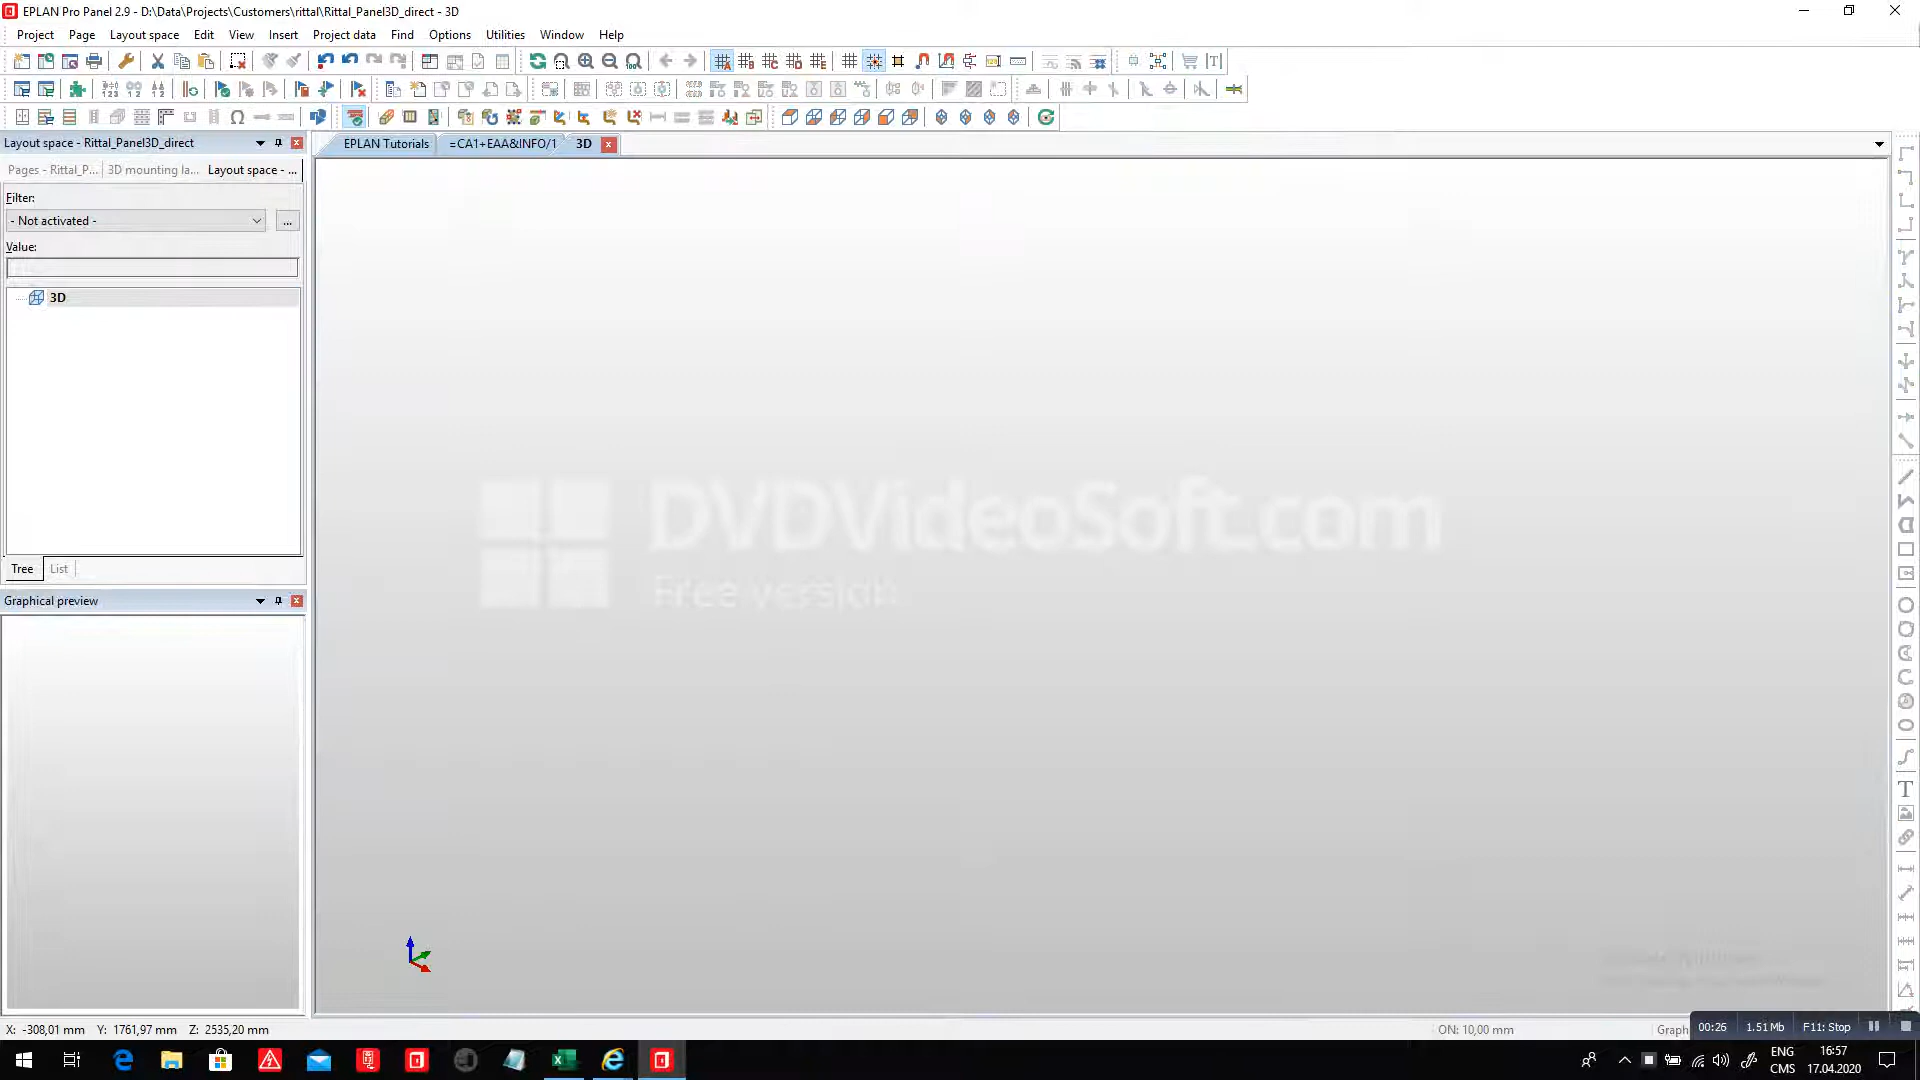 EPLAN Pro Panel 2.9 - D:\Data\Projects\Customers\rittal\Rittal_Panel3D_direct - 3D
Project Page Layout space Edit View Insert Project data Find Options Utilities Window Help
Layout space - Rittal_Panel3D_direct
EPLAN Tutorials =CA1+EAA&INFO/1 3D
Pages - Rittal_P... 3D mounting la... Layout space - ...
Filter:
- Not activated -
...
Value:
3D
DVDVideoSoft.com
Free version.
Tree List
Graphical preview
X: -308,01 mm Y: 1761,97 mm Z: 2535,20 mm
ON: 10,00 mm
Graph
00:26 1.51 Mb F11: Stop
ENG
CMS
16:57
17.04.2020